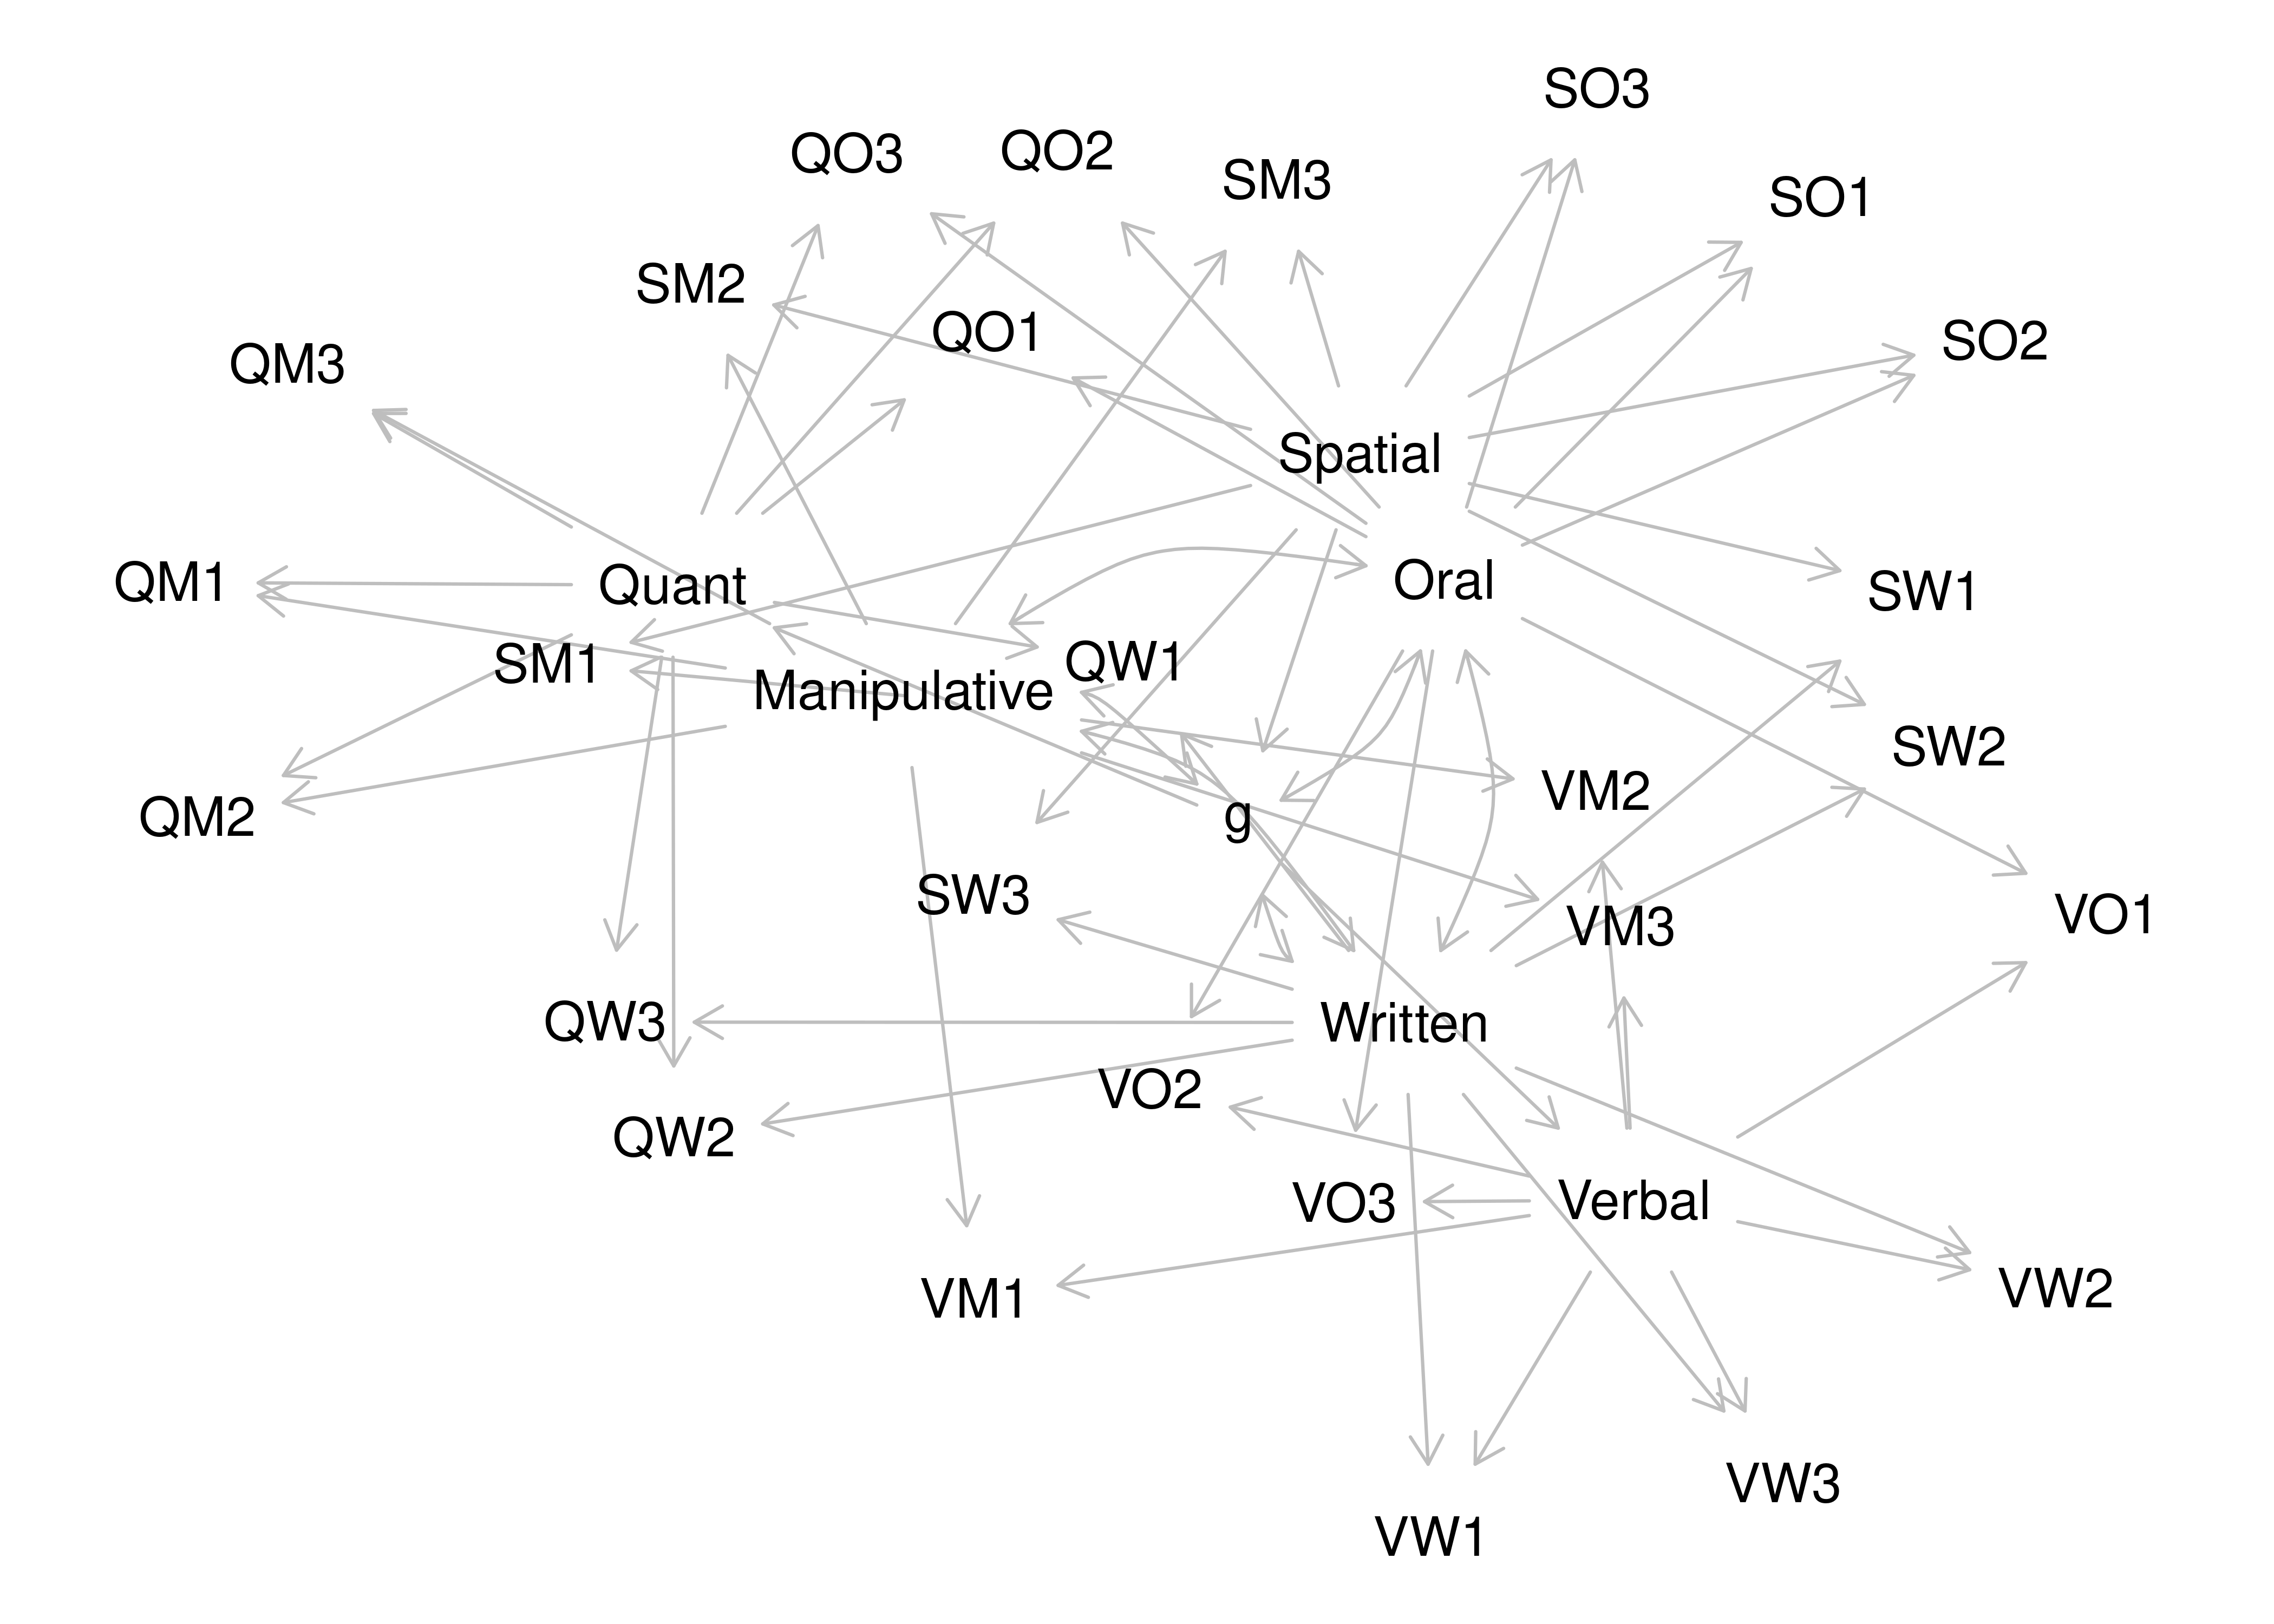 SO3
QO3
QO2
SM3
SO1
SM2
QO1
SO2
QM3
Spatial
QM1
Quant
Oral
SW1
SM1
QW1
Manipulative
SW2
VM2
QM2
g
SW3
VM3
VO1
QW3
Written
VO2
QW2
VO3
Verbal
VM1
VW2
VW3
VW1